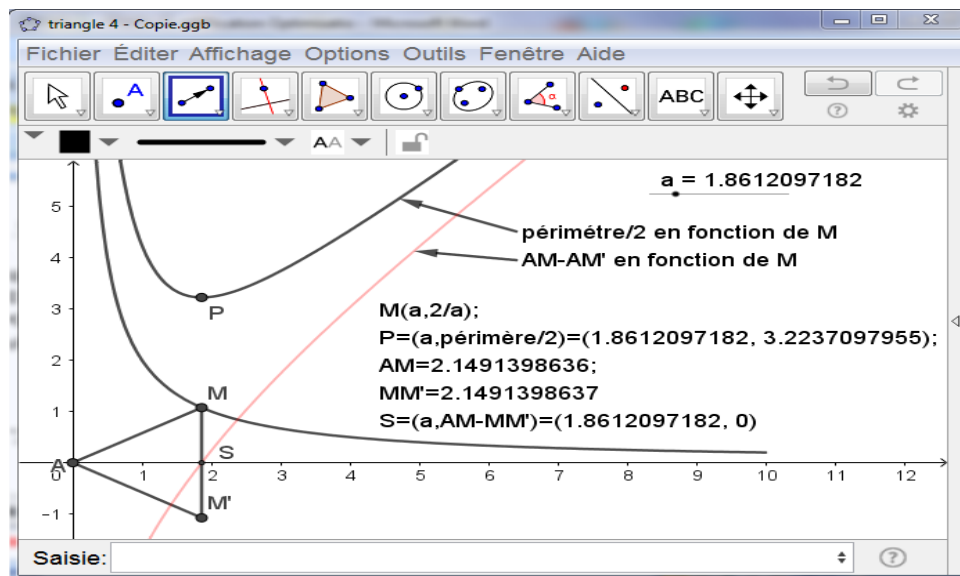 triangle 4 - Copie.ggb
Fichier Éditer Affichage Options Outils Fenêtre Aide
A
α
ABC
AA
a = 1.8612097182
périmétre/2 en fonction de M
AM-AM' en fonction de M
M(a,2/a);
P=(a,périmère/2)=(1.8612097182, 3.2237097955);
AM=2.1491398636;
MM'=2.1491398637
S=(a,AM-MM')=(1.8612097182, 0)
5
4
3
2
1
-1
P
M
A
S
M'
0 1 2 3 4 5 6 7 8 9 10 11 12
Saisie: